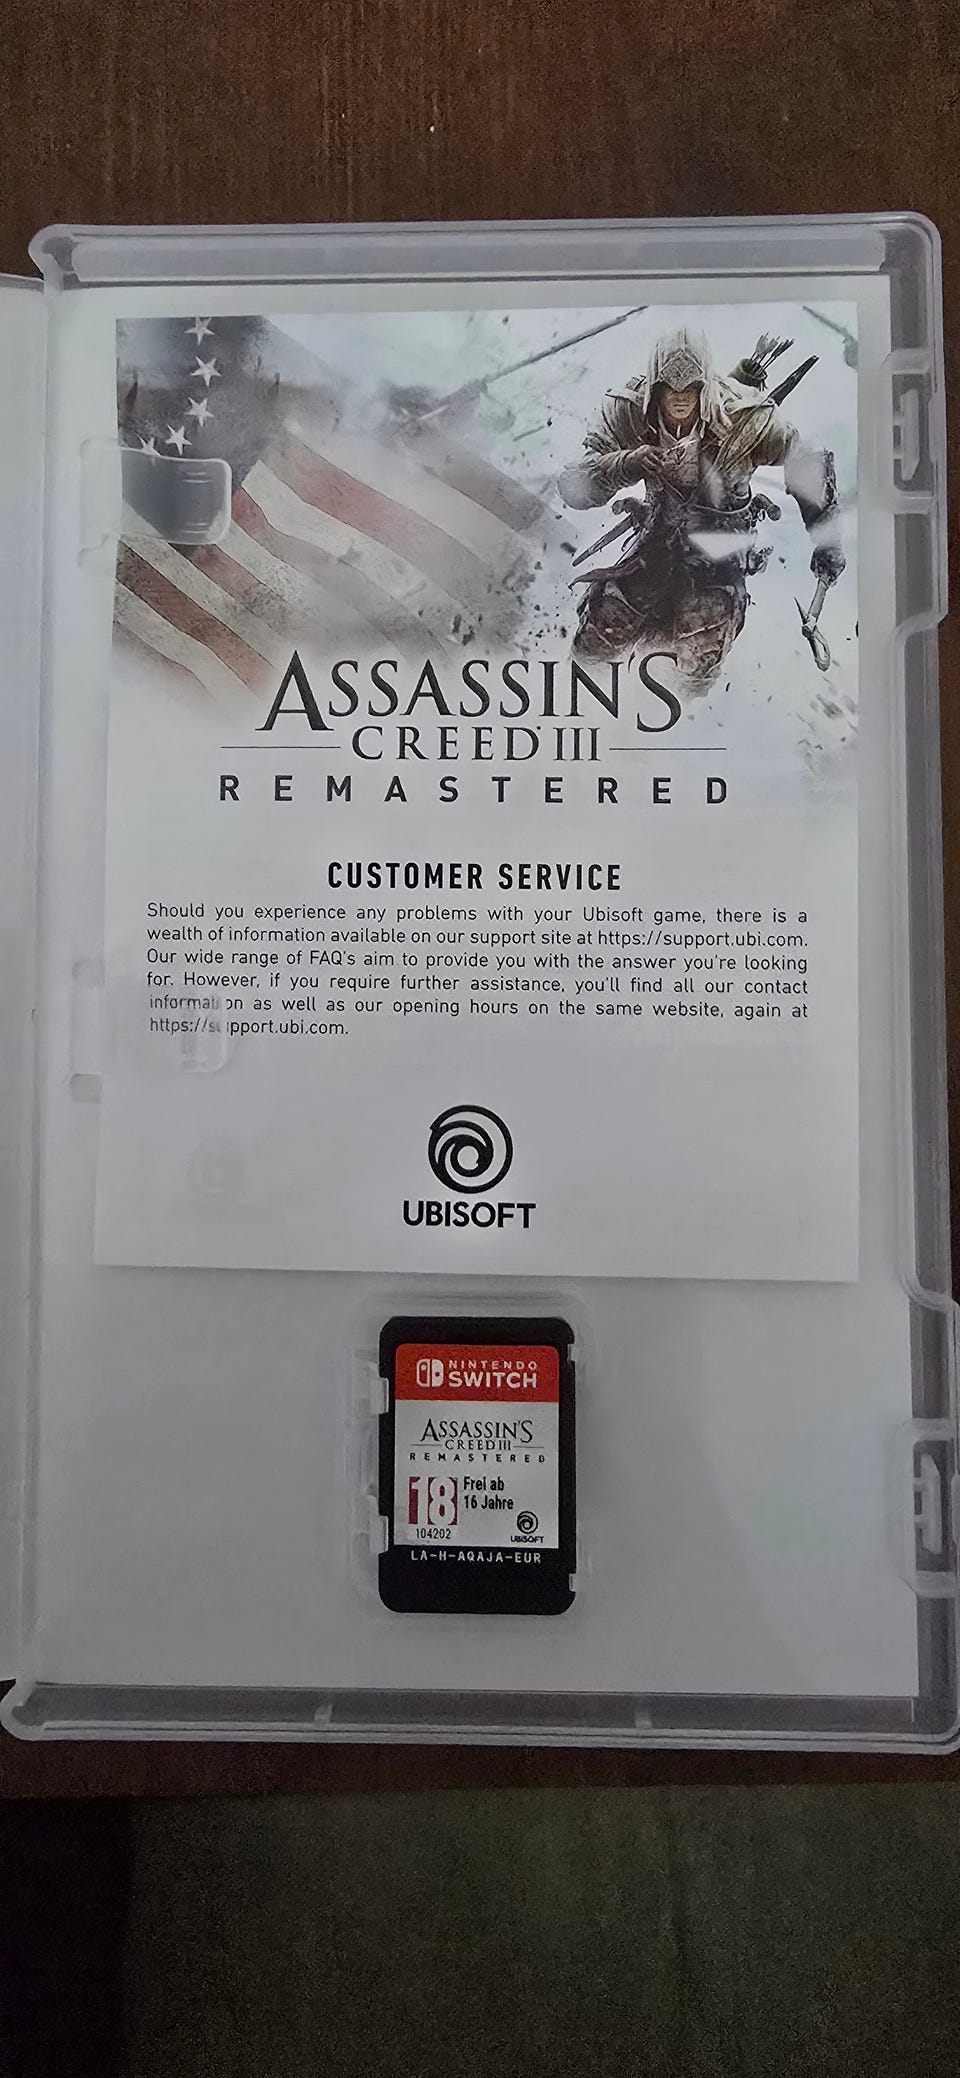 ASSASSIN'S
CREED III
REMASTERED
CUSTOMER SERVICE
Should you experience any problems with your Ubisoft game, there is a
wealth of information available on our support site at https://support.ubi.com.
Our wide range of FAQ's aim to provide you with the answer you're looking
for. However, if you require further assistance, you'll find all our contact
information as well as our opening hours on the same website, again at
https://support.ubi.com.
UBISOFT
NINTENDO
SWITCH
ASSASSIN'S
CREED III
REMASTERED
18 Frei ab
16 Jahre
104202
UBISOFT
LA-H-AQAJA-EUR